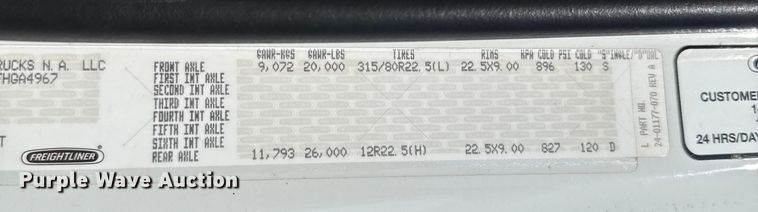 GAWR-KGS GAWR-LBS TIRES RIMS KPA COLD PSI COLD "S"INGLE/"D"UAL
RUCKS N. A. LLC
HGA4967
FRONT AXLE 9,072 20,000 315/80R22.5(L) 22.5X9.00 896 130 S
FIRST INT AXLE
SECOND INT AXLE
THIRD INT AXLE
FOURTH INT AXLE
FIFTH INT AXLE
SIXTH INT AXLE
REAR AXLE 11,793 26,000 12R22.5(H) 22.5X9.00 827 120 D
T
FREIGHTLINER
L PART NO.
24-01177-070 REV A
CUSTOME
24 HRS/DA
Purple Wave Auction